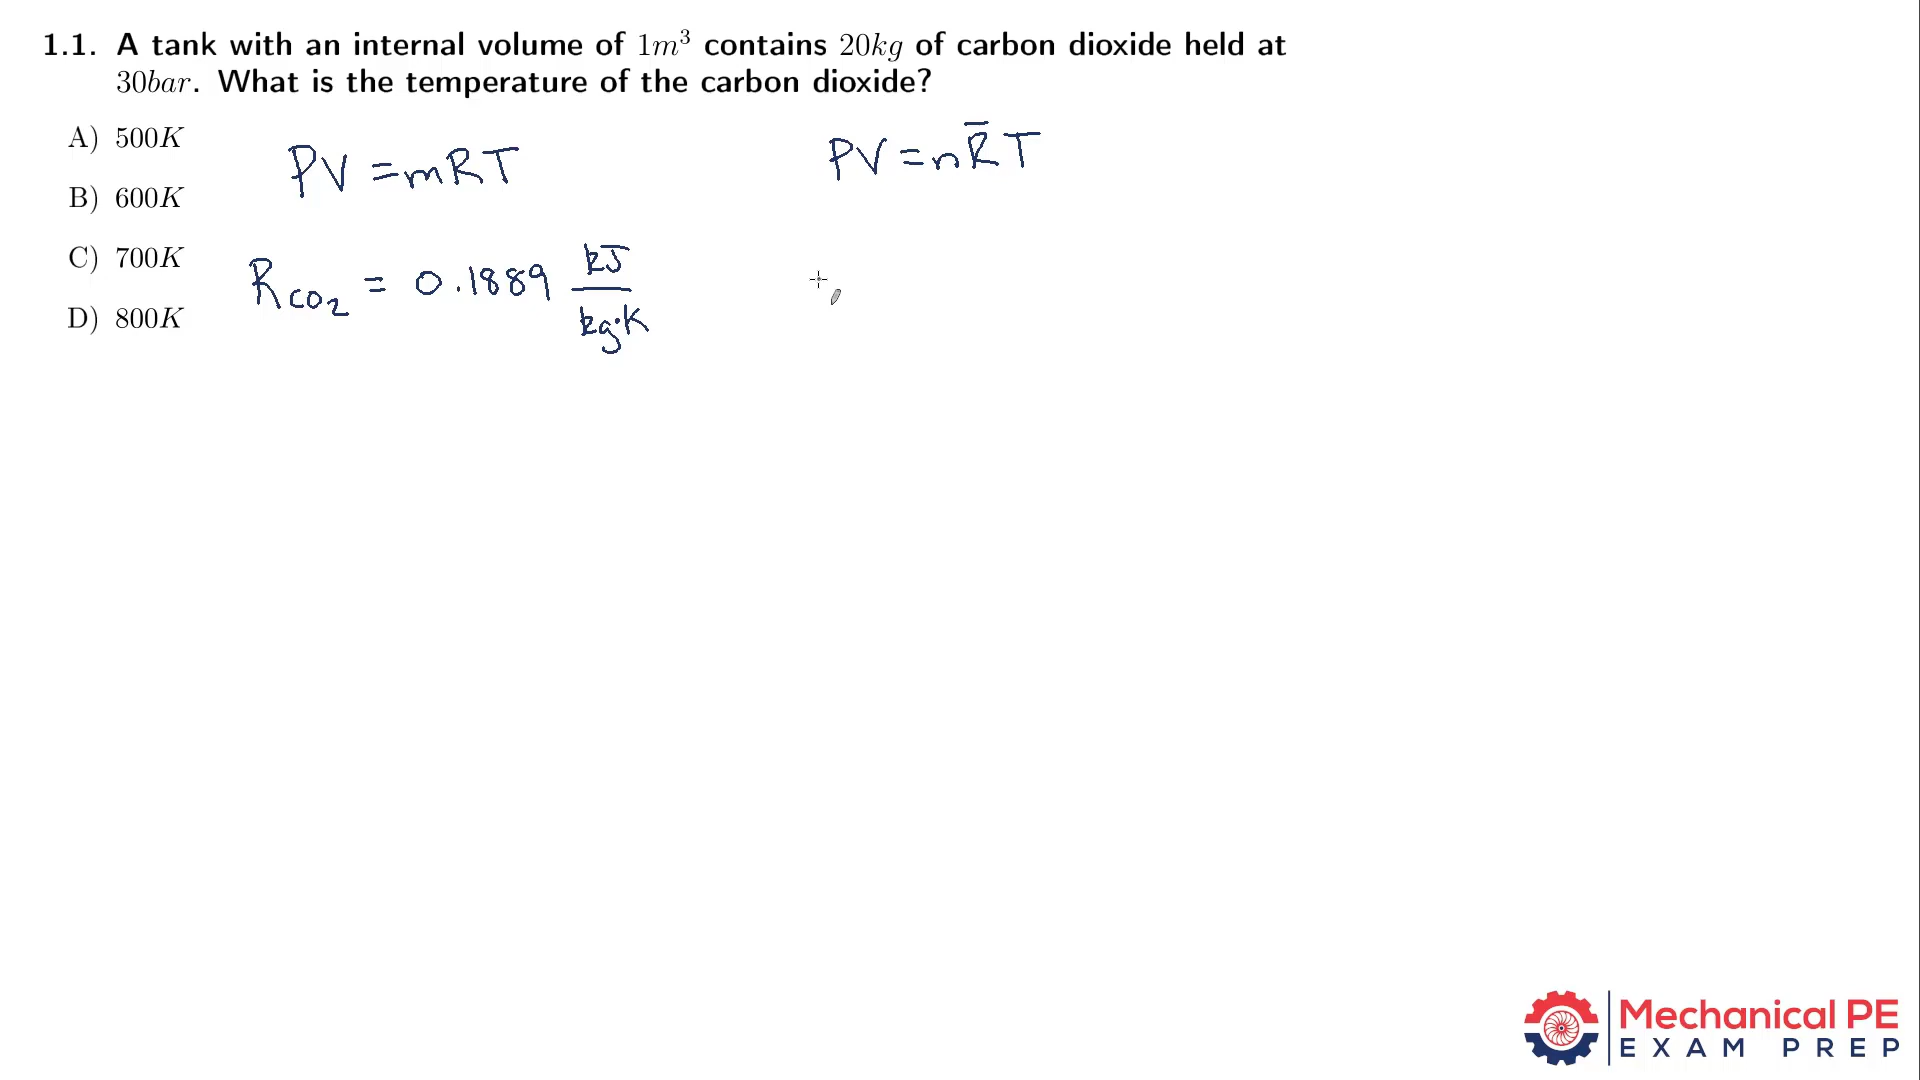 1.1. A tank with an internal volume of 1m³ contains 20kg of carbon dioxide held at
30bar. What is the temperature of the carbon dioxide?
A) 500K
B) 600K
C) 700K
D) 800K
PV = mRT
PV = nR̄T
R_CO₂ = 0.1889 kJ/kg·K
Mechanical PE
EXAM PREP